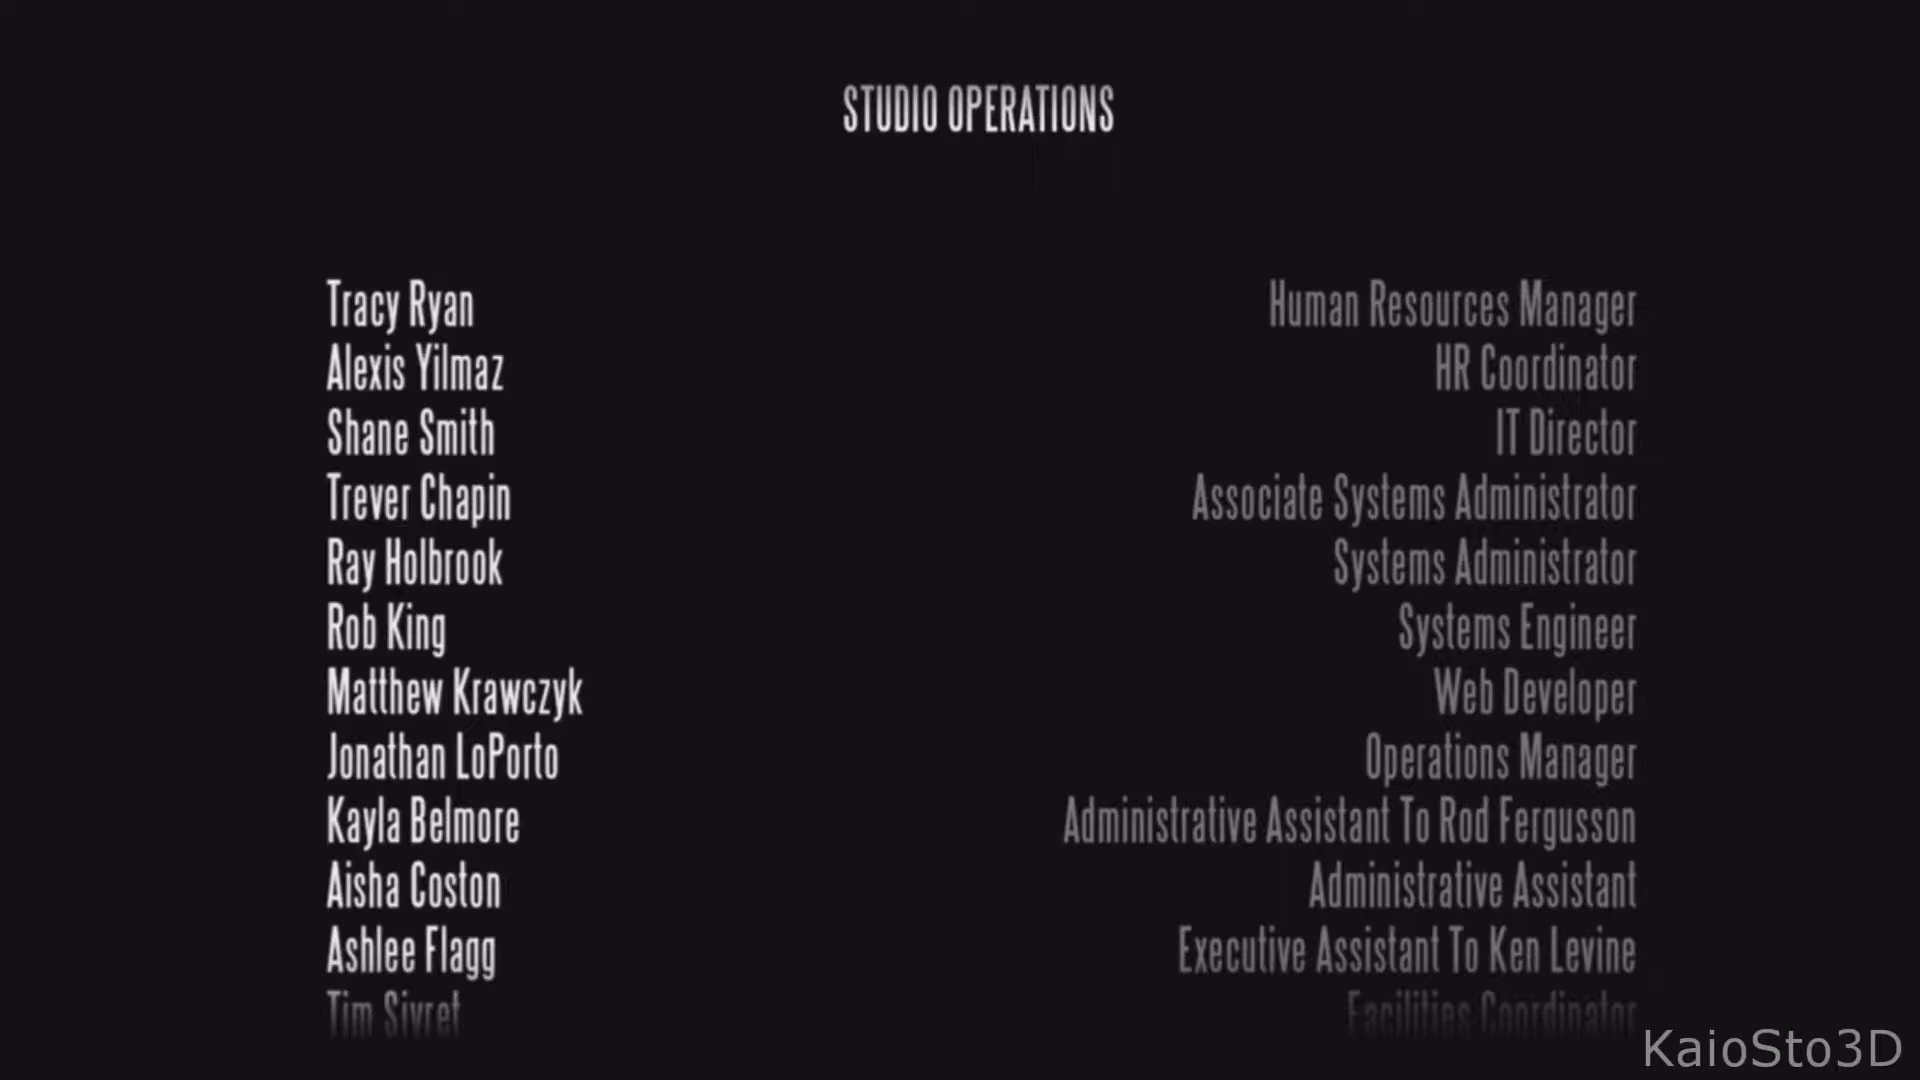 STUDIO OPERATIONS
Tracy Ryan Human Resources Manager
Alexis Yilmaz HR Coordinator
Shane Smith IT Director
Trever Chapin Associate Systems Administrator
Ray Holbrook Systems Administrator
Rob King Systems Engineer
Matthew Krawczyk Web Developer
Jonathan LoPorto Operations Manager
Kayla Belmore Administrative Assistant To Rod Fergusson
Aisha Coston Administrative Assistant
Ashlee Flagg Executive Assistant To Ken Levine
Tim Sivret Facilities Coordinator
KaioSto3D